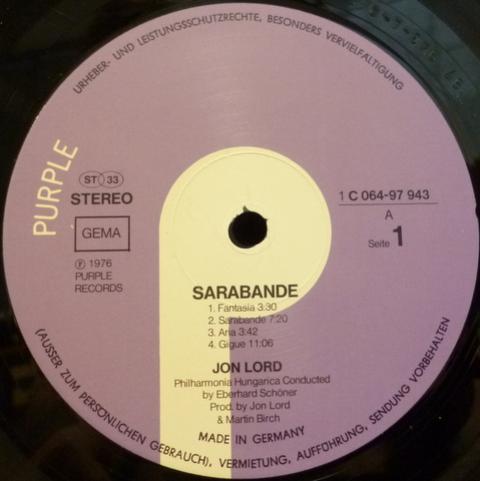 URHEBER- UND LEISTUNGSSCHUTZRECHTE, BESONDERS VERVIELFÄLTIGUNG
PURPLE
ST 33
STEREO
GEMA
Ⓟ 1976
PURPLE
RECORDS
1 C 064-97 943
A
Seite 1
SARABANDE
1. Fantasia 3:30
2. Sarabande 7:20
3. Aria 3:42
4. Gigue 11:06
JON LORD
Philharmonia Hungarica Conducted
by Eberhard Schöner
Prod. by Jon Lord
& Martin Birch
MADE IN GERMANY
(AUSSER ZUM PERSÖNLICHEN GEBRAUCH), VERMIETUNG, AUFFÜHRUNG, SENDUNG VORBEHALTEN